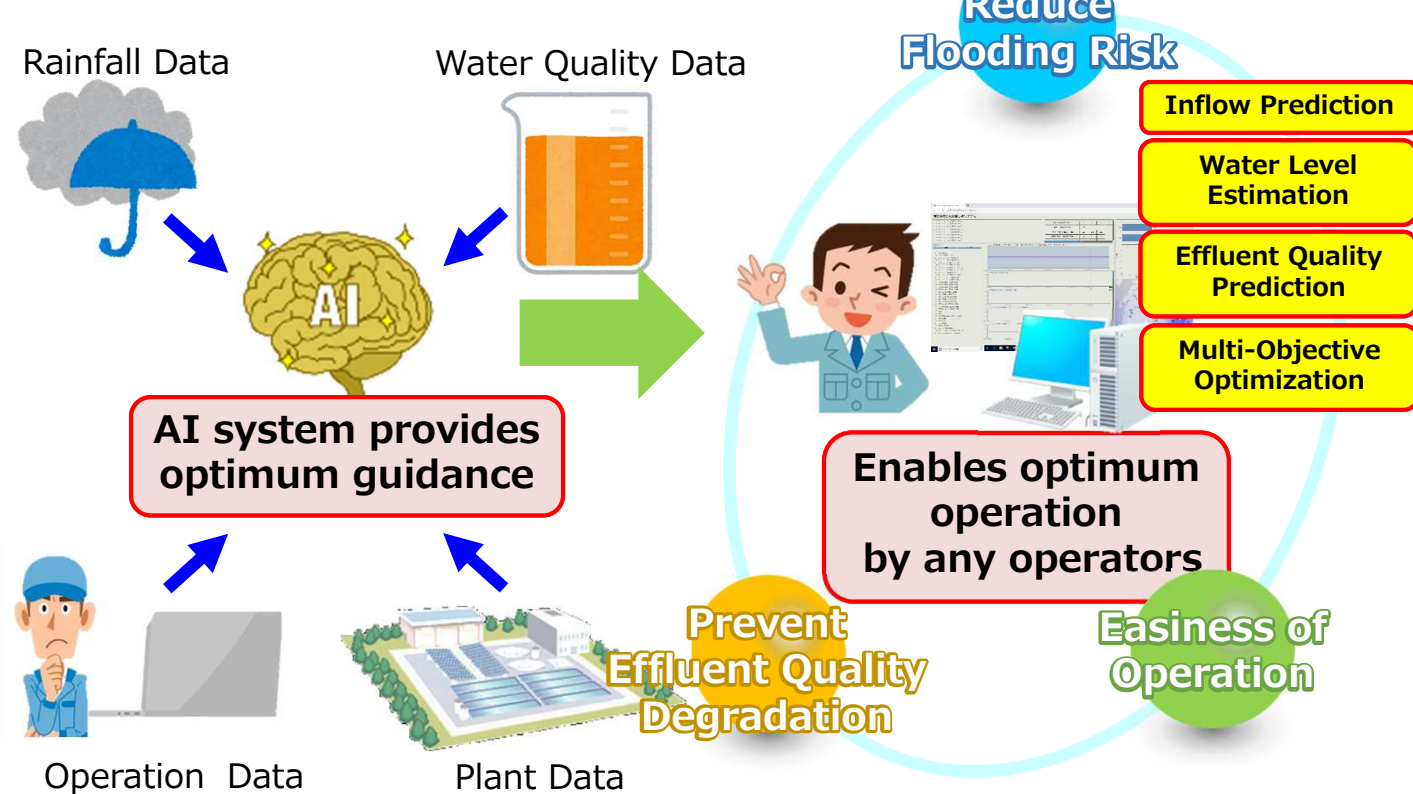 Rainfall Data
Water Quality Data
AI
AI system provides
optimum guidance
Operation Data
Plant Data
Reduce
Flooding Risk
Inflow Prediction
Water Level
Estimation
Effluent Quality
Prediction
Multi-Objective
Optimization
Enables optimum
operation
by any operators
Prevent
Effluent Quality
Degradation
Easiness of
Operation